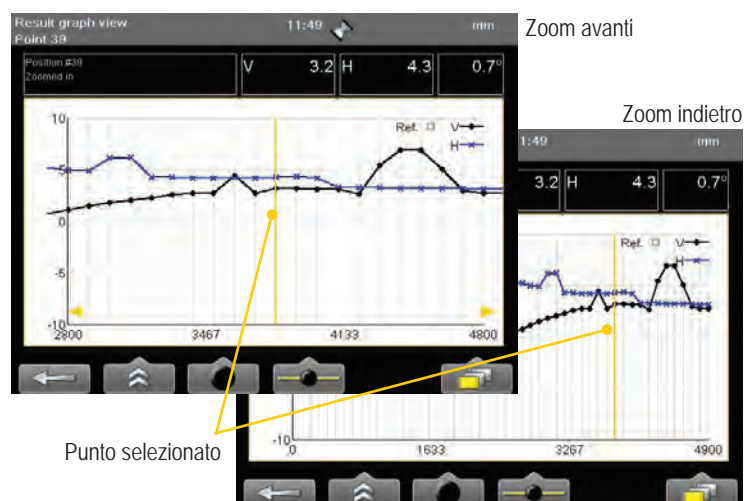 Result graph view 11:49 mm
Point 39
Zoom avanti
Position #39
Zoomed in
V 3.2 H 4.3 0.7°
Zoom indietro
10
Ref. V
H
5
0
-5
-10
2800 3467 4133 4800
1:49 mm
3.2 H 4.3 0.7°
Ref. V
H
-10
0 1633 3267 4900
Punto selezionato